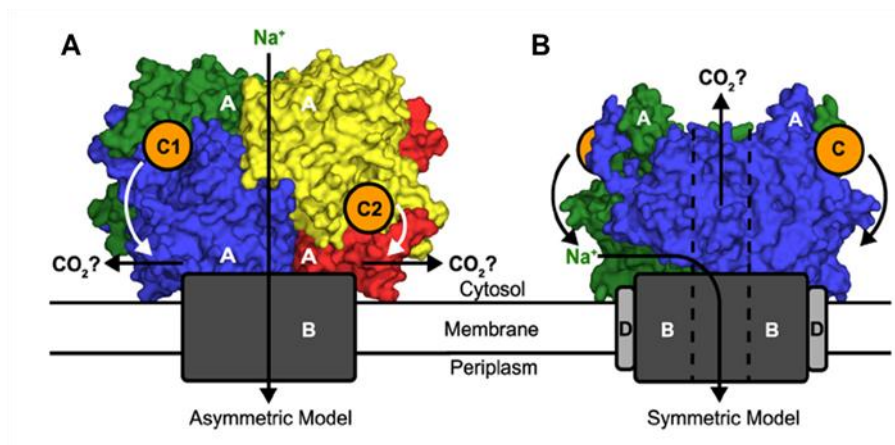 A
Na⁺
A
A
C1
C2
A
A
CO₂?
CO₂?
B
Asymmetric Model
Cytosol
Membrane
Periplasm
B
CO₂?
A
A
C
Na⁺
D
B
B
D
Symmetric Model